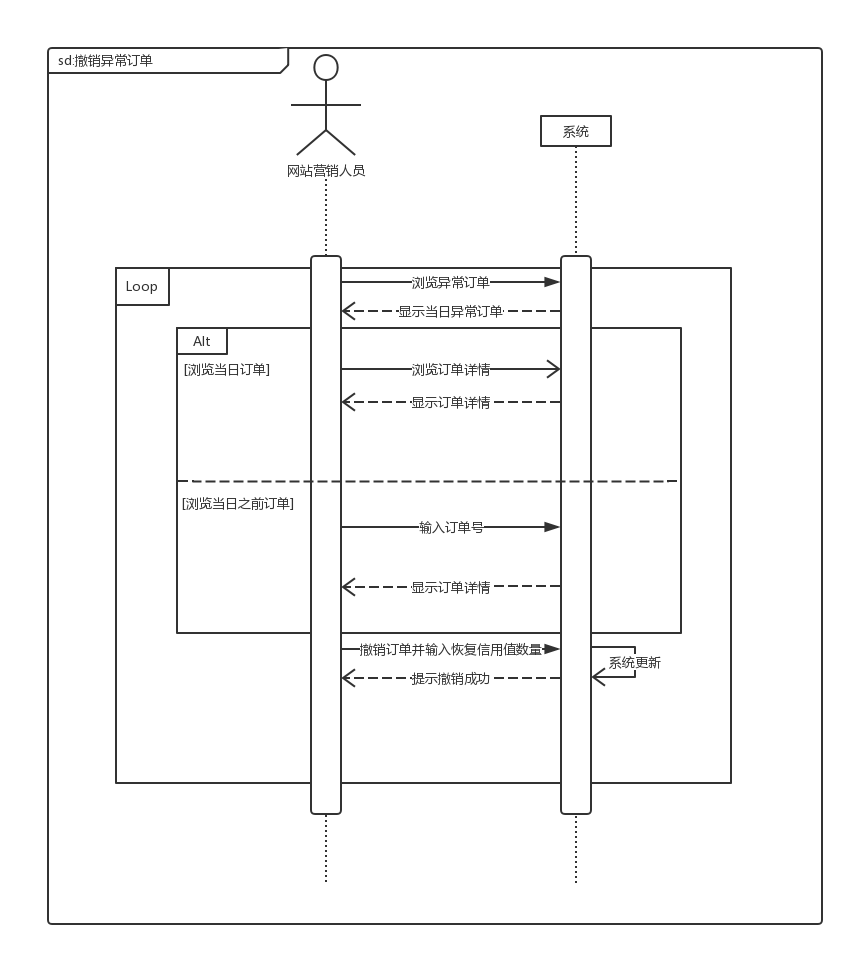 sd:撤销异常订单
网站营销人员
系统
Loop
浏览异常订单
显示当日异常订单
Alt
[浏览当日订单]
浏览订单详情
显示订单详情
[浏览当日之前订单]
输入订单号
显示订单详情
撤销订单并输入恢复信用值数量
系统更新
提示撤销成功